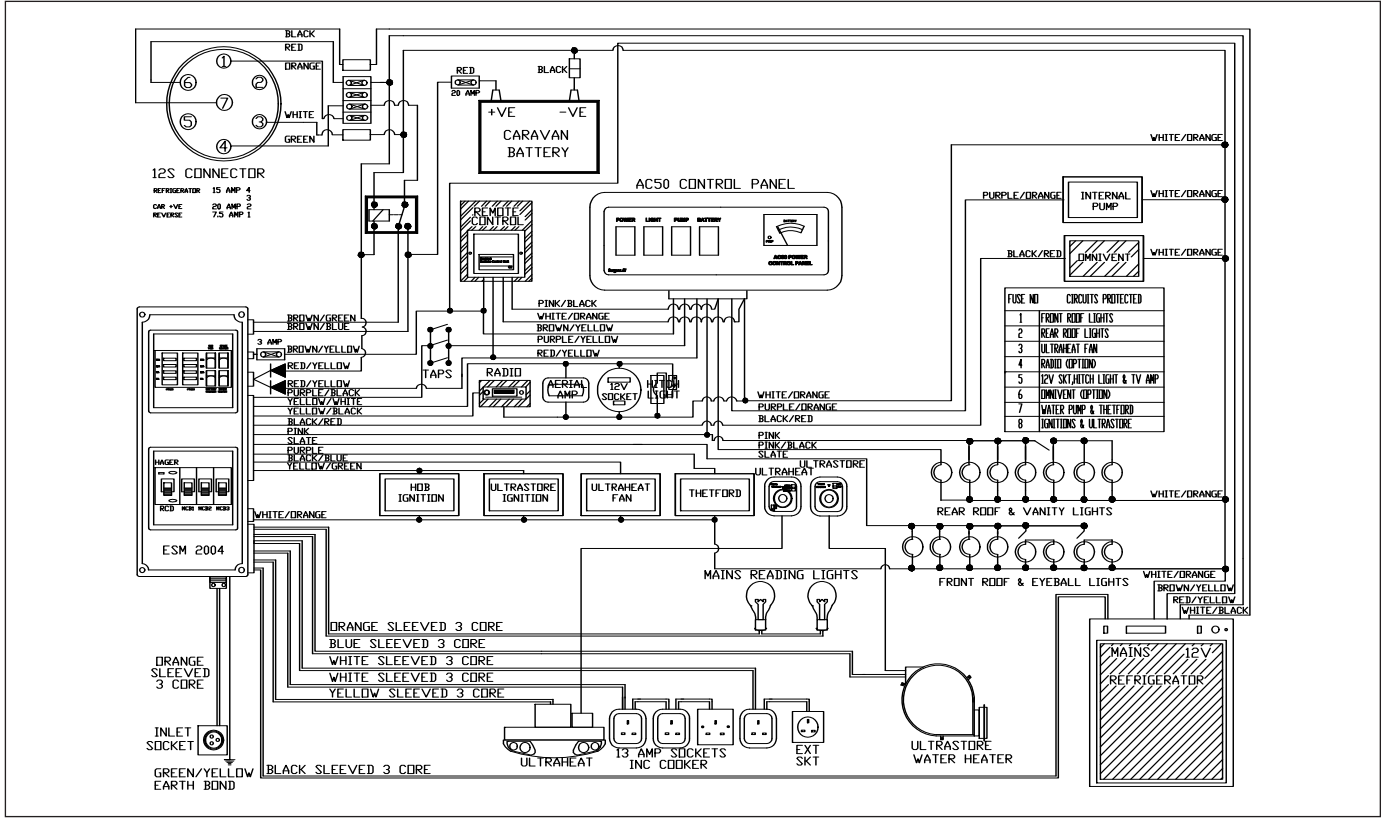 BLACK
RED
ORANGE
WHITE
GREEN
1
6
2
7
5
3
4
12S CONNECTOR
REFRIGERATOR 15 AMP 4
3
CAR +VE 20 AMP 2
REVERSE 7.5 AMP 1
RED
20 AMP
BLACK
+VE -VE
CARAVAN
BATTERY
AC50 CONTROL PANEL
POWER LIGHT PUMP BATTERY
BATTERY
AC50 POWER
CONTROL PANEL
REMOTE
CONTROL
WHITE/ORANGE
PURPLE/ORANGE
INTERNAL
PUMP
WHITE/ORANGE
BLACK/RED
OMNIVENT
WHITE/ORANGE
FUSE NO CIRCUITS PROTECTED
1 FRONT ROOF LIGHTS
2 REAR ROOF LIGHTS
3 ULTRAHEAT FAN
4 RADIO (OPTION)
5 12V SKT,HITCH LIGHT & TV AMP
6 OMNIVENT (OPTION)
7 WATER PUMP & THETFORD
8 IGNITIONS & ULTRASTORE
PINK/BLACK
WHITE/ORANGE
BROWN/YELLOW
PURPLE/YELLOW
RED/YELLOW
BROWN/GREEN
BROWN/BLUE
3 AMP
BROWN/YELLOW
RED/YELLOW
RED/YELLOW
PURPLE/BLACK
YELLOW/WHITE
YELLOW/BLACK
BLACK/RED
PINK
SLATE
PURPLE
BLACK/BLUE
YELLOW/GREEN
WHITE/ORANGE
TAPS
RADIO
AERIAL
AMP
12V
SOCKET
HITCH
LIGHT
WHITE/ORANGE
PURPLE/ORANGE
BLACK/RED
PINK
PINK/BLACK
SLATE
HAGER
RCD MCB1 MCB2 MCB3
ESM 2004
HOB
IGNITION
ULTRASTORE
IGNITION
ULTRAHEAT
FAN
THETFORD
ULTRAHEAT
ULTRASTORE
WHITE/ORANGE
REAR ROOF & VANITY LIGHTS
FRONT ROOF & EYEBALL LIGHTS
MAINS READING LIGHTS
WHITE/ORANGE
BROWN/YELLOW
RED/YELLOW
WHITE/BLACK
MAINS 12V
REFRIGERATOR
ORANGE SLEEVED 3 CORE
BLUE SLEEVED 3 CORE
WHITE SLEEVED 3 CORE
WHITE SLEEVED 3 CORE
YELLOW SLEEVED 3 CORE
ORANGE
SLEEVED
3 CORE
INLET
SOCKET
GREEN/YELLOW
EARTH BOND
BLACK SLEEVED 3 CORE
ULTRAHEAT
13 AMP SOCKETS
INC COOKER
EXT
SKT
ULTRASTORE
WATER HEATER